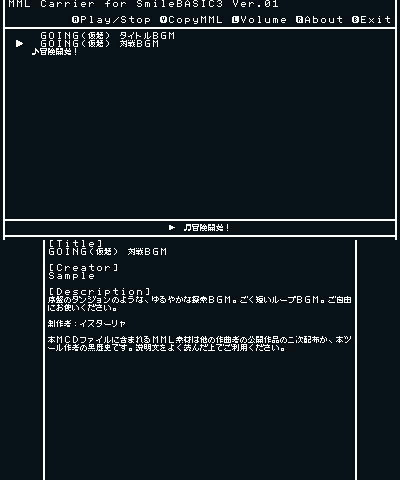 MML Carrier for SmileBASIC3 Ver.01
ⓍPlay/Stop ⓎCopyMML ⓁVolume ⓇAbout ⓈExit
GOING(仮題) タイトルBGM
▶ GOING(仮題) 対戦BGM
♪冒険開始!
▶ ♫冒険開始!
[Title]
GOING(仮題) 対戦BGM
[Creator]
Sample
[Description]
序盤のダンジョンのような、ゆるやかな探索BGM。ごく短いループBGM。ご自由
にお使いください。
制作者:イスターリャ
本MCDファイルに含まれるMML素材は他の作曲者の公開作品の二次配布か、本ツ
ール作者の黒歴史です。説明文をよく読んだ上でご利用ください。